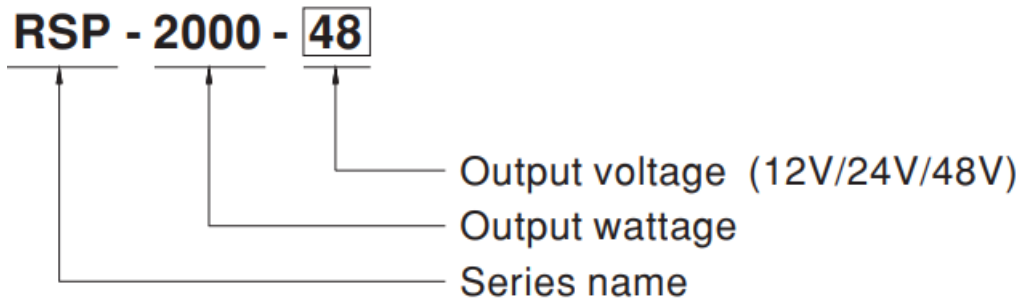 RSP - 2000 - 48
Output voltage (12V/24V/48V)
Output wattage
Series name